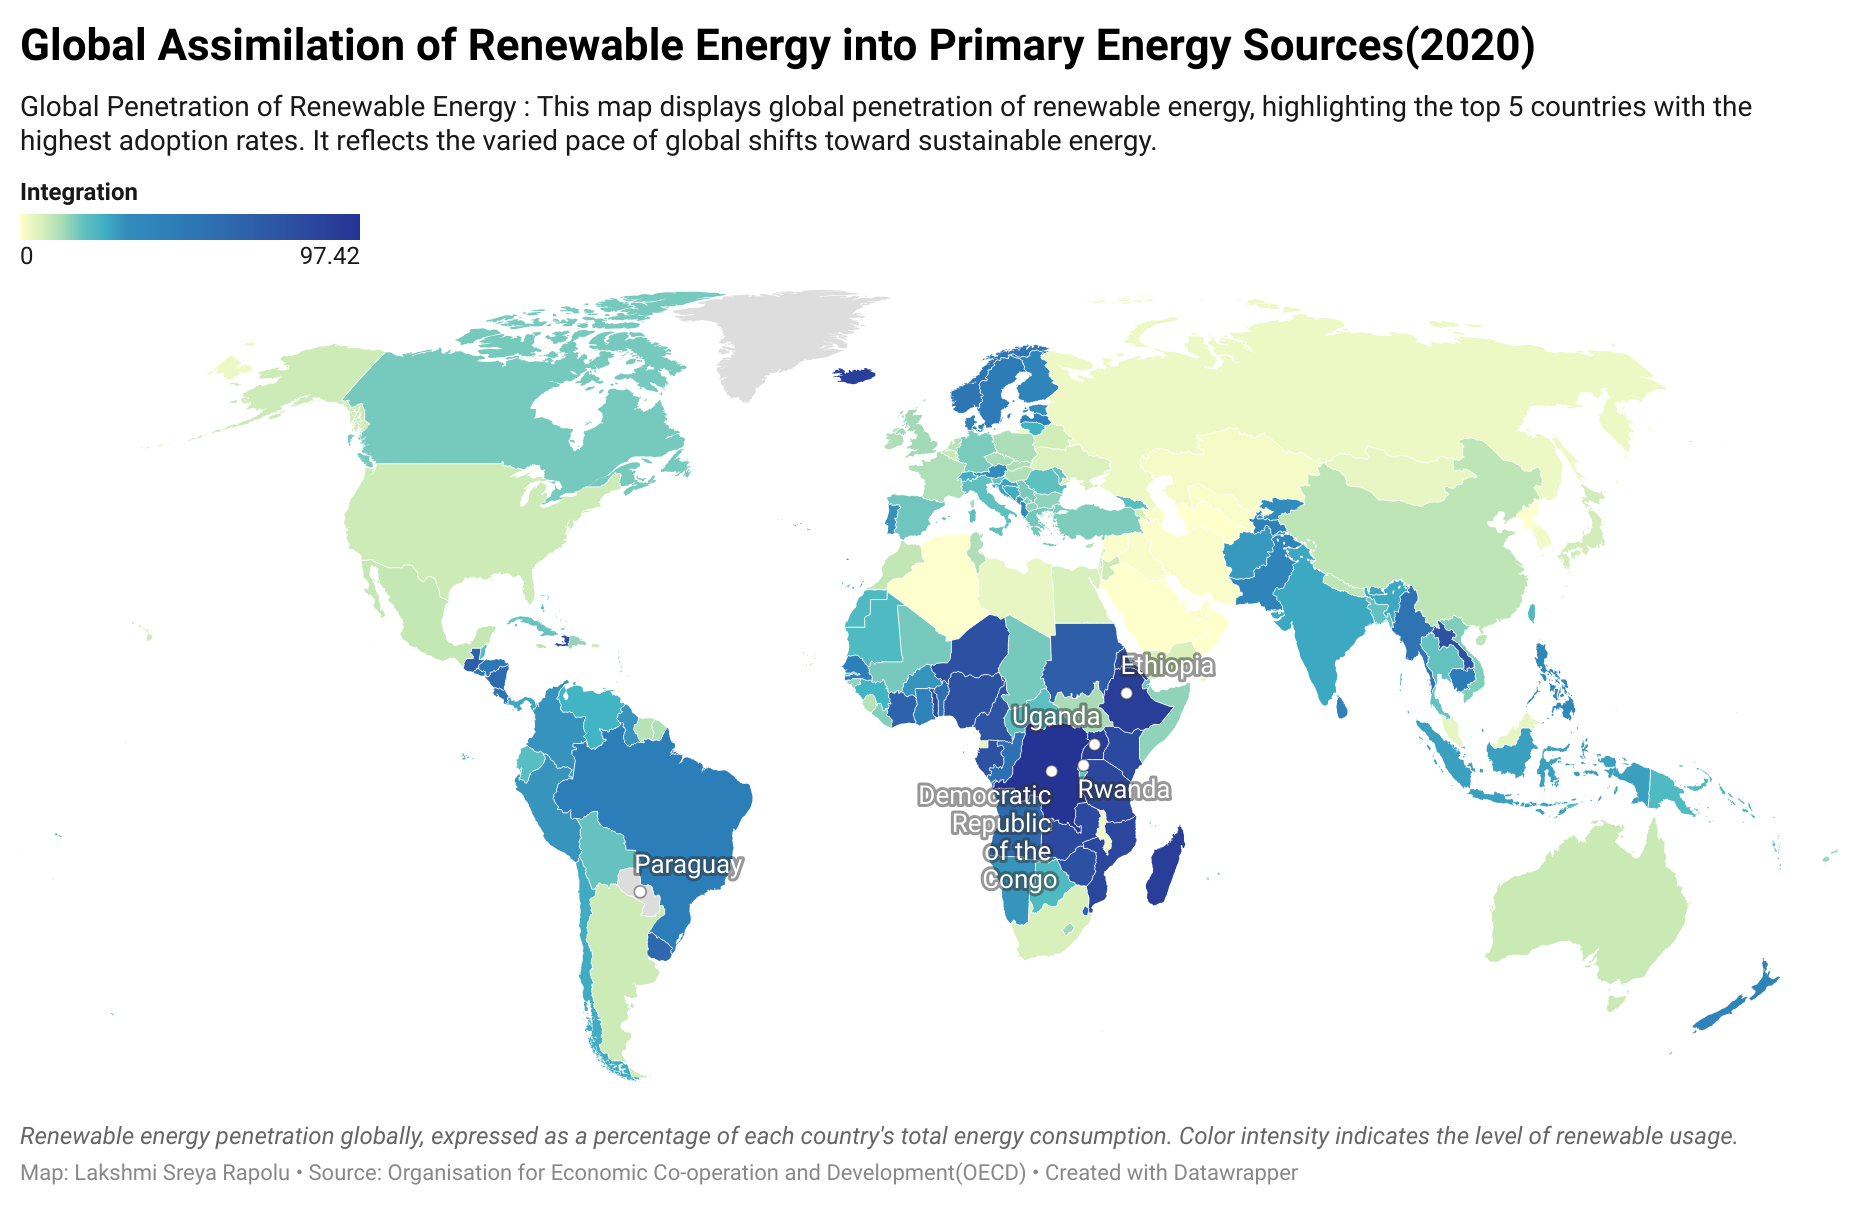 Global Assimilation of Renewable Energy into Primary Energy Sources(2020)
Global Penetration of Renewable Energy : This map displays global penetration of renewable energy, highlighting the top 5 countries with the
highest adoption rates. It reflects the varied pace of global shifts toward sustainable energy.
Integration
0 97.42
Ethiopia
Uganda
Rwanda
Democratic
Republic
of the
Congo
Paraguay
Renewable energy penetration globally, expressed as a percentage of each country's total energy consumption. Color intensity indicates the level of renewable usage.
Map: Lakshmi Sreya Rapolu • Source: Organisation for Economic Co-operation and Development(OECD) • Created with Datawrapper